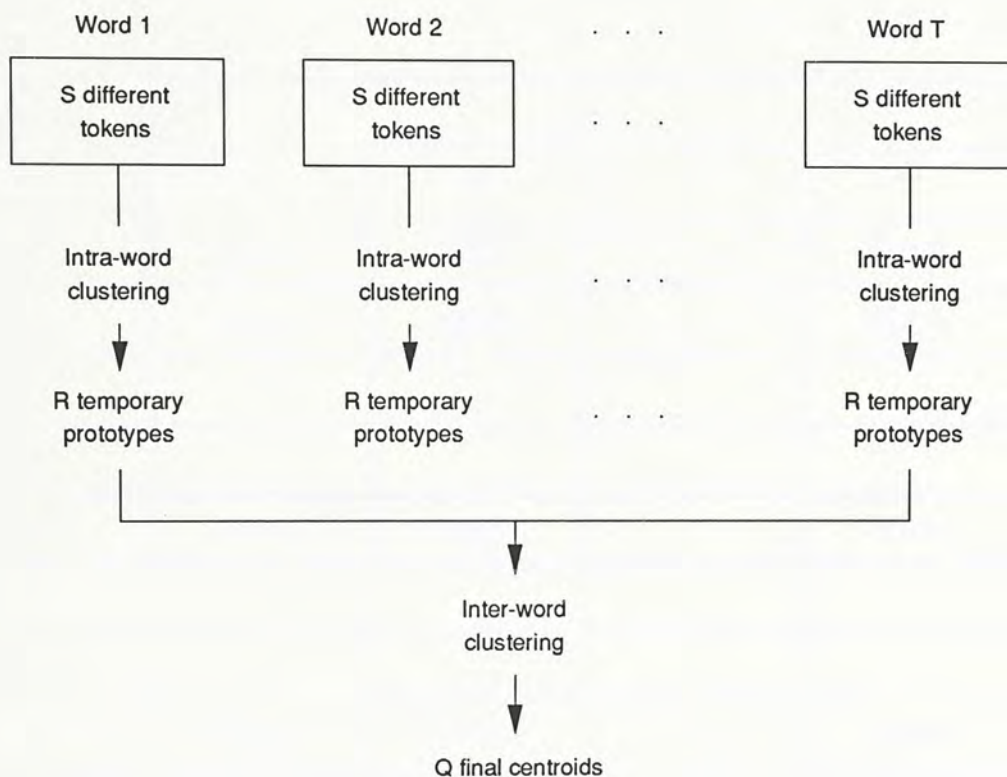 Word 1 Word 2 . . . Word T
S different S different S different
tokens tokens . . . tokens
Intra-word Intra-word Intra-word
clustering clustering . . . clustering
R temporary R temporary . . . R temporary
prototypes prototypes prototypes
Inter-word
clustering
Q final centroids